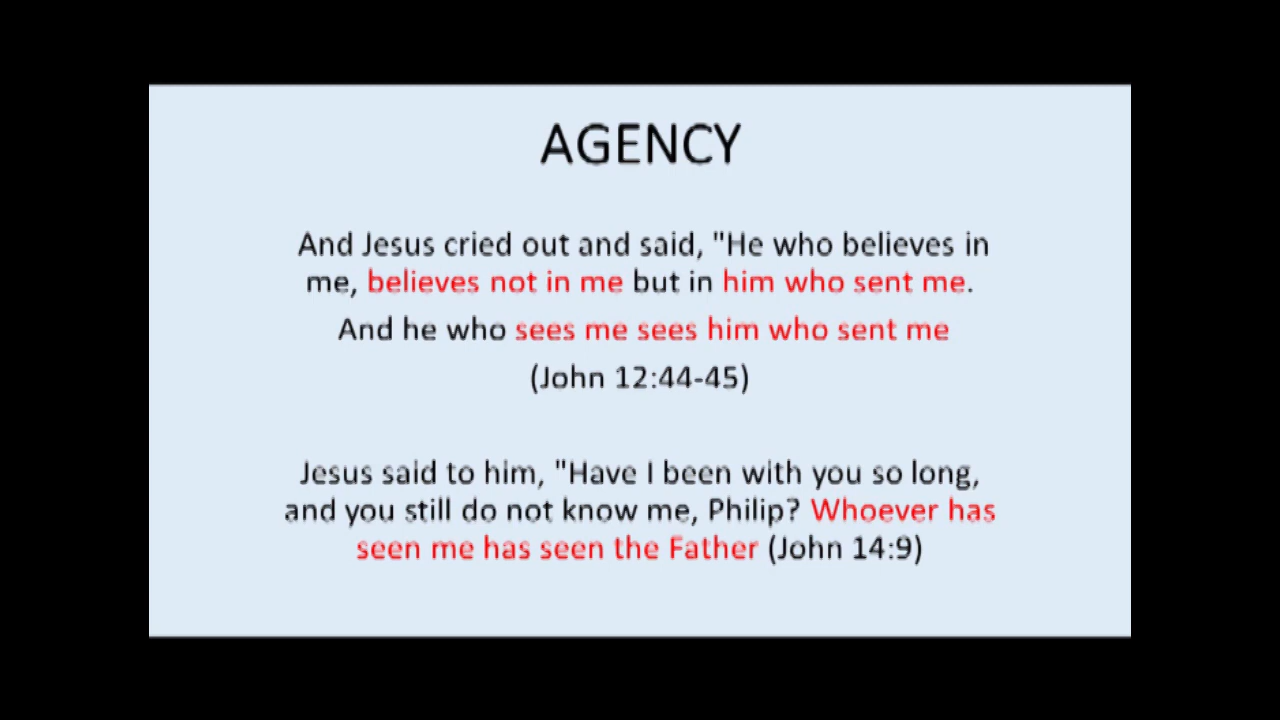 AGENCY
And Jesus cried out and said, "He who believes in
me, believes not in me but in him who sent me.
And he who sees me sees him who sent me
(John 12:44-45)
Jesus said to him, "Have I been with you so long,
and you still do not know me, Philip? Whoever has
seen me has seen the Father (John 14:9)